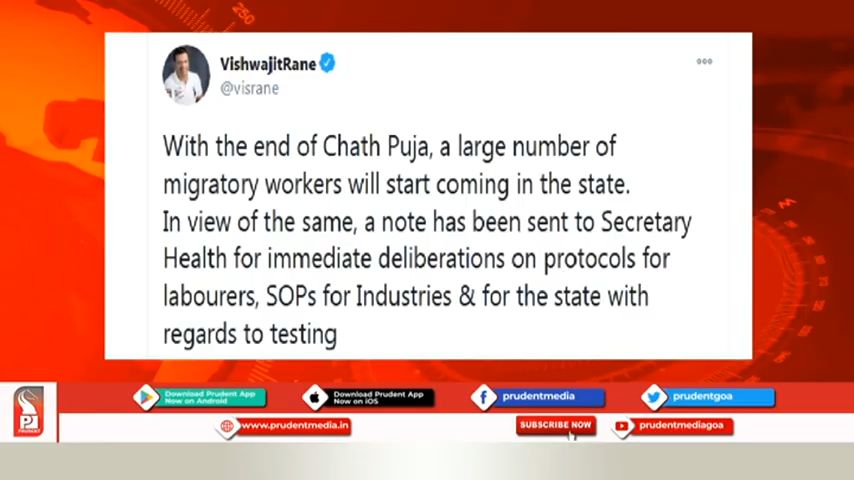 250
VishwajitRane
@visrane
With the end of Chath Puja, a large number of
migratory workers will start coming in the state.
In view of the same, a note has been sent to Secretary
Health for immediate deliberations on protocols for
labourers, SOPs for Industries & for the state with
regards to testing
Download Prudent App
Now on Android
Download Prudent App
Now on iOS
prudentmedia
prudentgoa
PRUDENT
www.prudentmedia.in
SUBSCRIBE NOW
prudentmediagoa